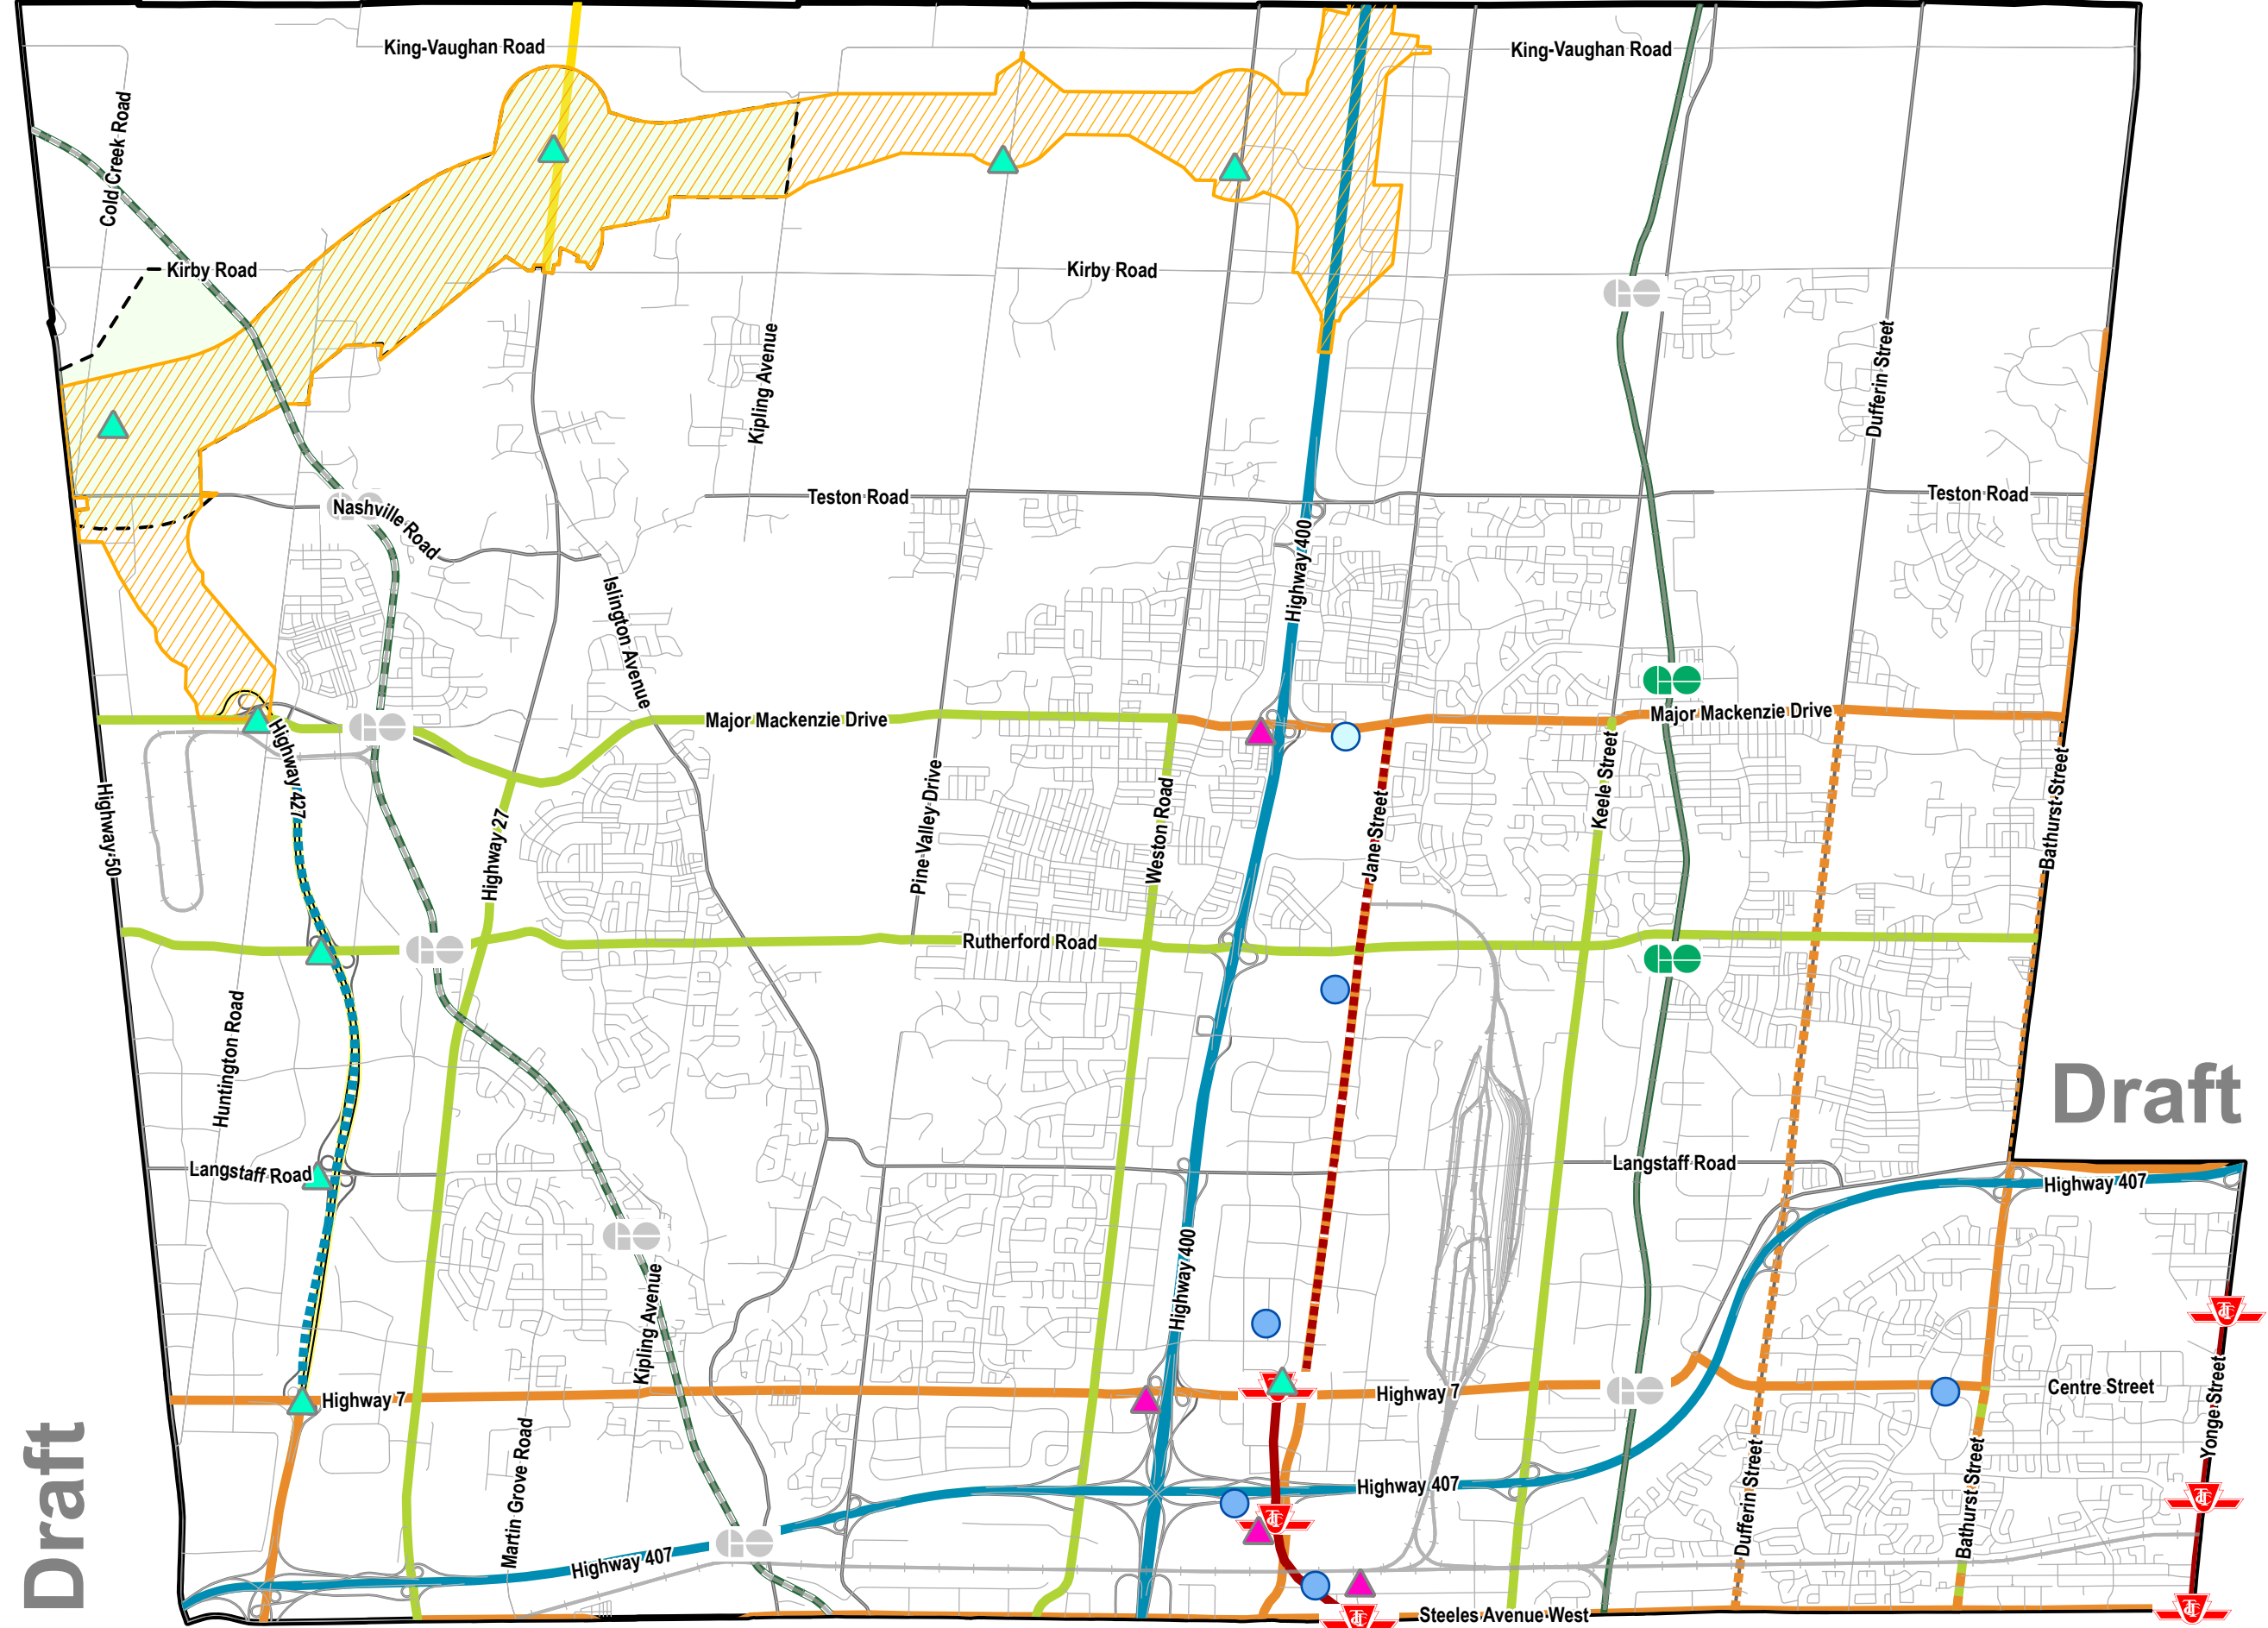 King-Vaughan Road
King-Vaughan Road
Cold Creek Road
Kirby Road
Kirby Road
Kipling Avenue
Dufferin Street
Teston Road
Teston Road
Nashville Road
Highway 400
Islington Avenue
Major Mackenzie Drive
Major Mackenzie Drive
Highway 427
Highway 50
Highway 27
Pine Valley Drive
Weston Road
Jane Street
Keele Street
Bathurst Street
Rutherford Road
Huntington Road
Draft
Langstaff Road
Langstaff Road
Highway 407
Highway 400
Kipling Avenue
Highway 7
Highway 7
Centre Street
Yonge Street
Draft
Martin Grove Road
Highway 407
Dufferin Street
Bathurst Street
Highway 407
Steeles Avenue West